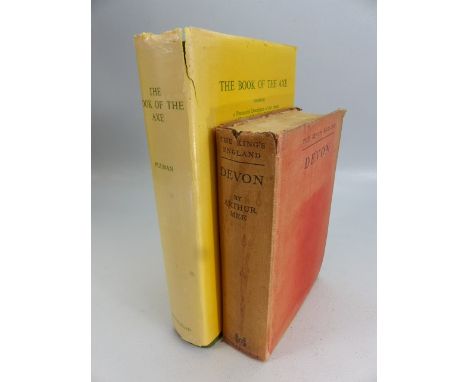 THE
BOOK OF THE
AXE
PULMAN
THE BOOK OF THE AXE
THE KING'S
ENGLAND
DEVON
BY
ARTHUR
MEE
THE KING'S ENGLAND
DEVON